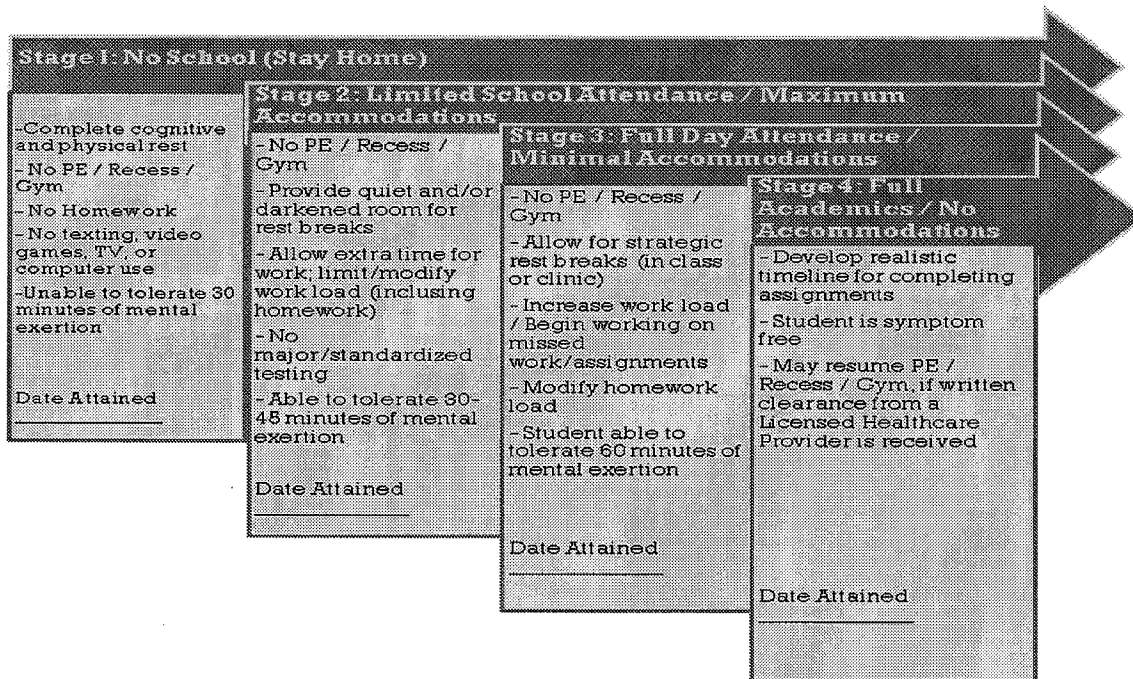 Stage 1: No School (Stay Home)
-Complete cognitive
and physical rest
- No PE / Recess /
Gym
- No Homework
- No texting, video
games, TV, or
computer use
-Unable to tolerate 30
minutes of mental
exertion
Date Attained
Stage 2: Limited School Attendance / Maximum
Accommodations
- No PE / Recess /
Gym
- Provide quiet and/or
darkened room for
rest breaks
- Allow extra time for
work; limit/modify
work load (inclusing
homework)
- No
major/standardized
testing
- Able to tolerate 30-
45 minutes of mental
exertion
Date Attained
Stage 3: Full Day Attendance /
Minimal Accommodations
- No PE / Recess /
Gym
- Allow for strategic
rest breaks (in class
or clinic)
- Increase work load
/ Begin working on
missed
work/assignments
- Modify homework
load
- Student able to
tolerate 60 minutes of
mental exertion
Date Attained
Stage 4: Full
Academics / No
Accommodations
- Develop realistic
timeline for completing
assignments
- Student is symptom
free
- May resume PE /
Recess / Gym, if written
clearance from a
Licensed Healthcare
Provider is received
Date Attained